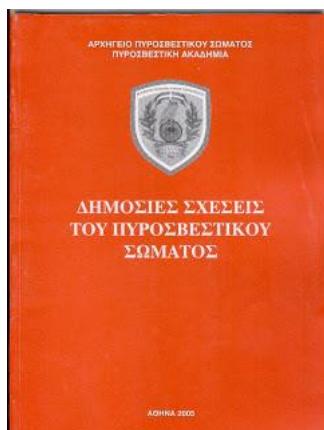 ΑΡΧΗΓΕΙΟ ΠΥΡΟΣΒΕΣΤΙΚΟΥ ΣΩΜΑΤΟΣ
ΠΥΡΟΣΒΕΣΤΙΚΗ ΑΚΑΔΗΜΙΑ
ΔΗΜΟΣΙΕΣ ΣΧΕΣΕΙΣ
ΤΟΥ ΠΥΡΟΣΒΕΣΤΙΚΟΥ
ΣΩΜΑΤΟΣ
ΑΘΗΝΑ 2005